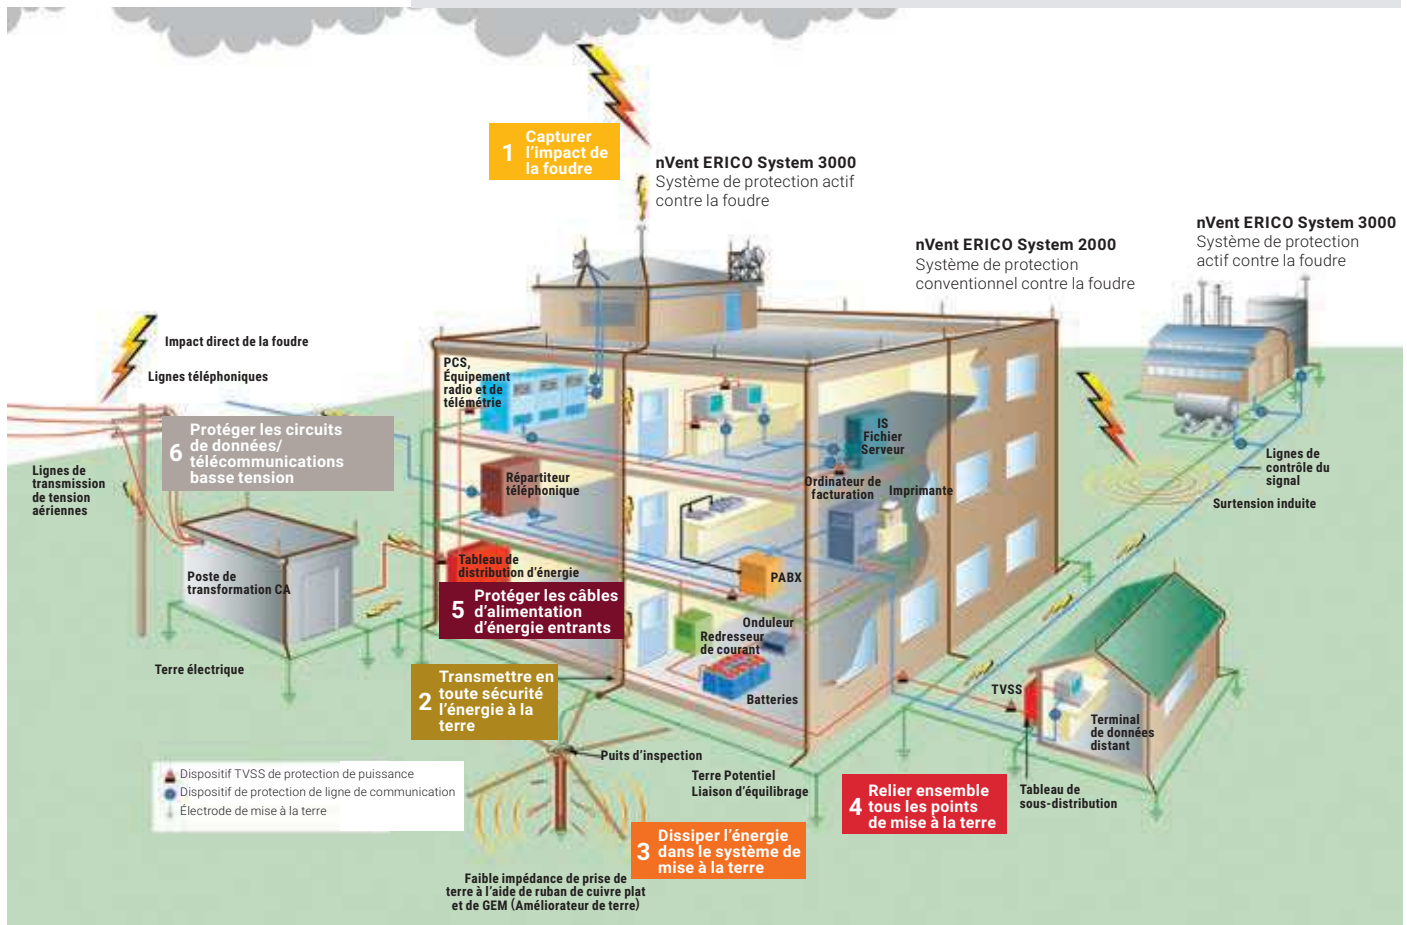 1
Capturer
l'impact de
la foudre
nVent ERICO System 3000
Système de protection actif
contre la foudre
nVent ERICO System 2000
Système de protection
conventionnel contre la foudre
nVent ERICO System 3000
Système de protection
actif contre la foudre
Impact direct de la foudre
Lignes téléphoniques
6
Protéger les circuits
de données/
télécommunications
basse tension
Lignes de
transmission
de tension
aériennes
PCS,
Équipement
radio et de
télémétrie
IS
Fichier
Serveur
Répartiteur
téléphonique
Ordinateur de
facturation
Imprimante
Lignes de
contrôle du
signal
Surtension induite
Poste de
transformation CA
Tableau de
distribution d'énergie
PABX
5
Protéger les câbles
d'alimentation
d'énergie entrants
Onduleur
Redresseur
de courant
Batteries
Terre électrique
2
Transmettre en
toute sécurité
l'énergie à la
terre
TVSS
Terminal
de données
distant
Puits d'inspection
Terre Potentiel
Liaison d'équilibrage
Tableau de
sous-distribution
Dispositif TVSS de protection de puissance
Dispositif de protection de ligne de communication
Électrode de mise à la terre
4
Relier ensemble
tous les points
de mise à la terre
3
Dissiper l'énergie
dans le système de
mise à la terre
Faible impédance de prise de
terre à l'aide de ruban de cuivre plat
et de GEM (Améliorateur de terre)